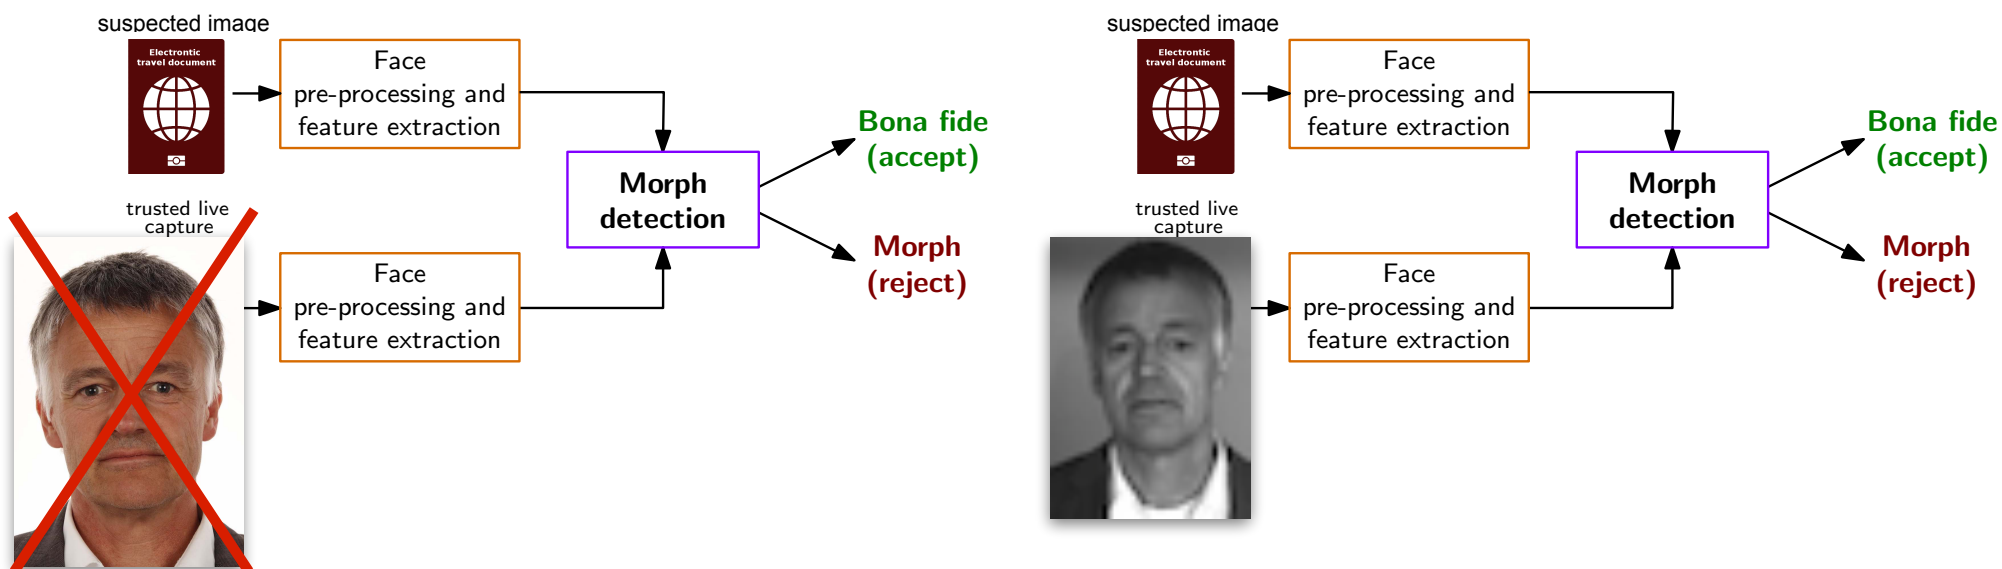 suspected image
Electrontic
travel document
Face
pre-processing and
feature extraction
Bona fide
(accept)
Morph
detection
trusted live
capture
Morph
(reject)
Face
pre-processing and
feature extraction
suspected image
Electrontic
travel document
Face
pre-processing and
feature extraction
Bona fide
(accept)
Morph
detection
trusted live
capture
Morph
(reject)
Face
pre-processing and
feature extraction